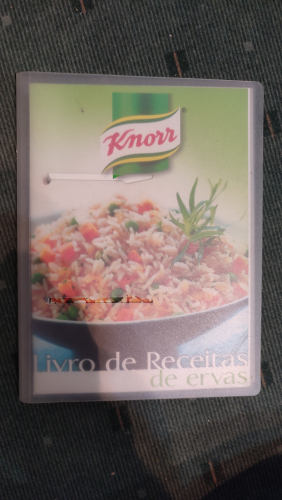 Knorr
Livro de Receitas
de ervas